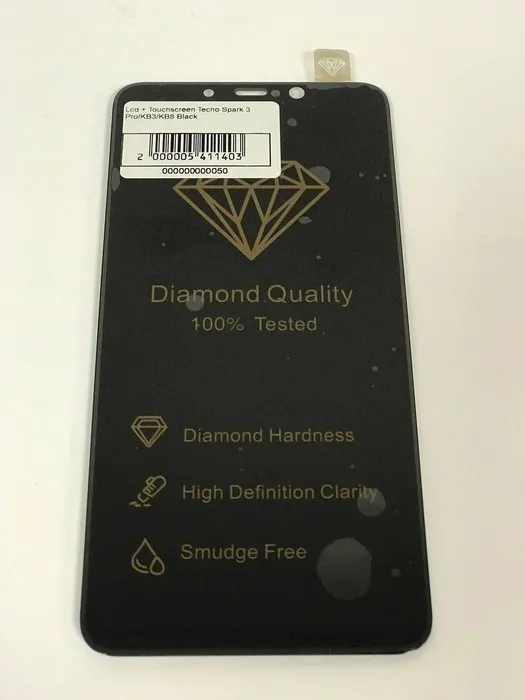 Lcd + Touchscreen Tecno Spark 3
Pro/KB3/KB8 Black
2 000005 411403
000000000050
Diamond Quality
100% Tested
Diamond Hardness
High Definition Clarity
Smudge Free